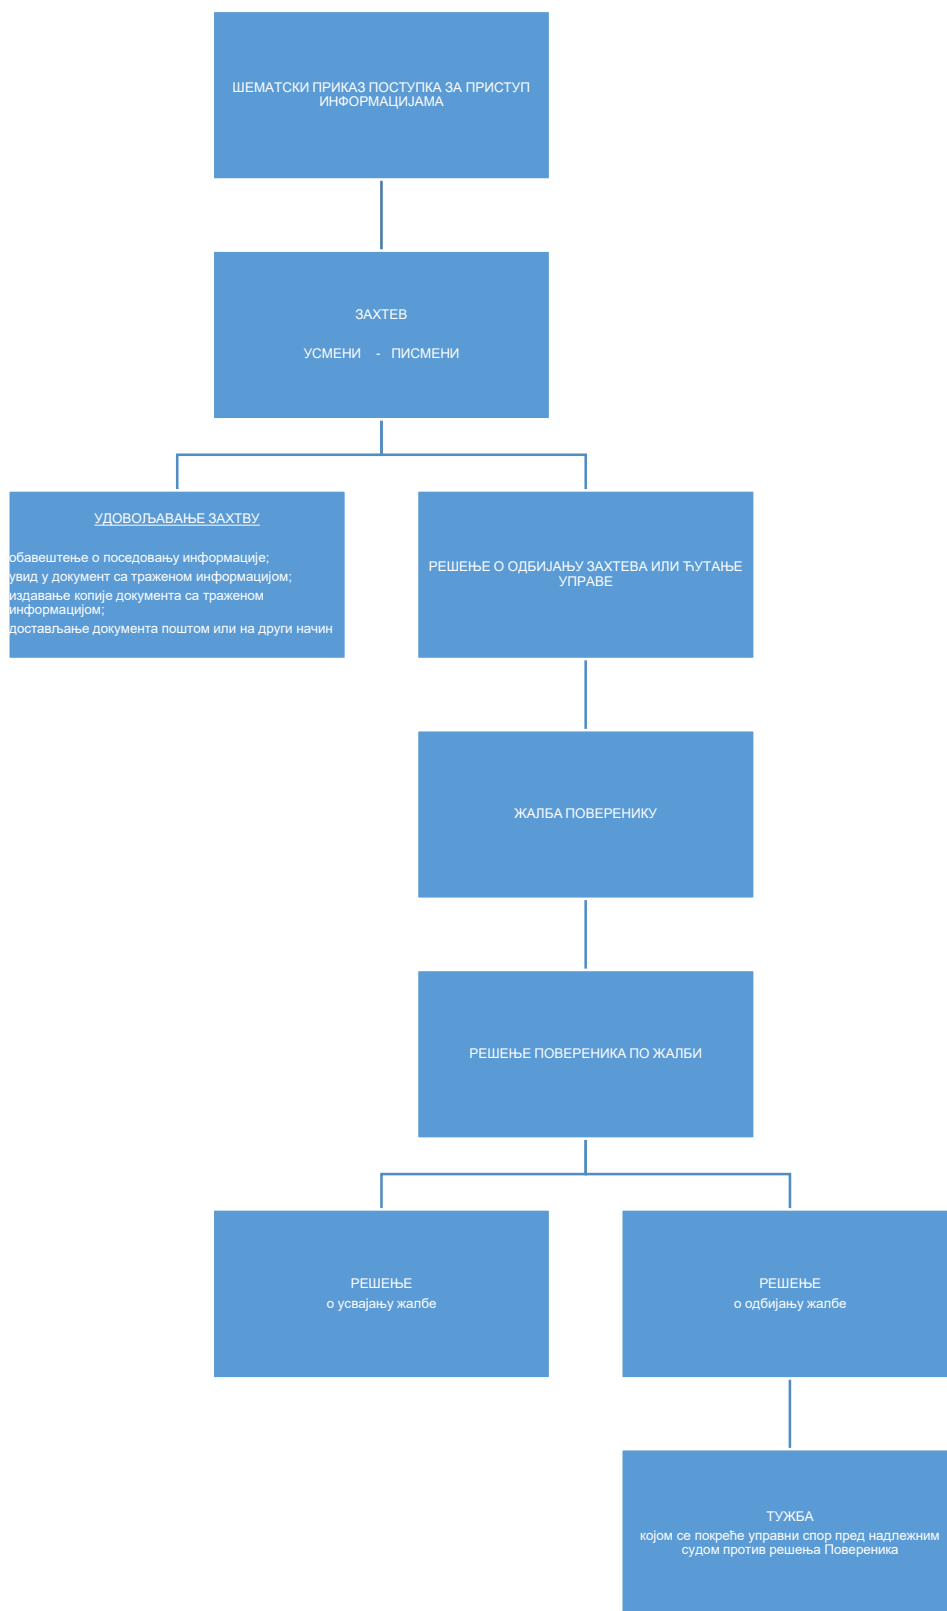 ШЕМАТСКИ ПРИКАЗ ПОСТУПКА ЗА ПРИСТУП
ИНФОРМАЦИЈАМА
ЗАХТЕВ
УСМЕНИ - ПИСМЕНИ
УДОВОЉАВАЊЕ ЗАХТВУ
обавештење о поседовању информације;
увид у документ са траженом информацијом;
издавање копије документа са траженом
информацијом;
достављање документа поштом или на други начин
РЕШЕЊЕ О ОДБИЈАЊУ ЗАХТЕВА ИЛИ ЋУТАЊЕ
УПРАВЕ
ЖАЛБА ПОВЕРЕНИКУ
РЕШЕЊЕ ПОВЕРЕНИКА ПО ЖАЛБИ
РЕШЕЊЕ
о усвајању жалбе
РЕШЕЊЕ
о одбијању жалбе
ТУЖБА
којом се покреће управни спор пред надлежним
судом против решења Повереника